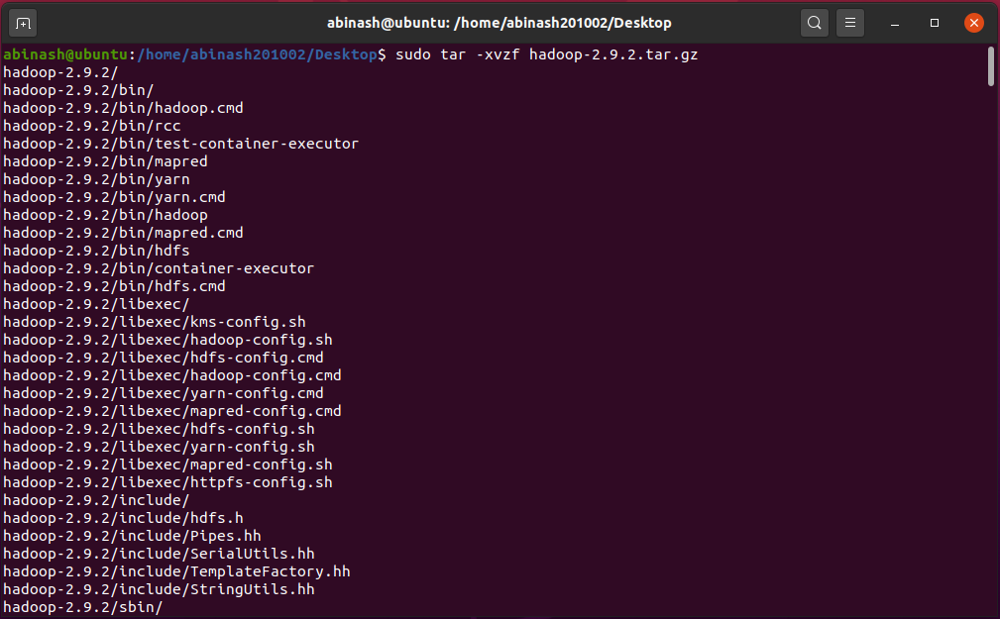 abinash@ubuntu: /home/abinash201002/Desktop
abinash@ubuntu:/home/abinash201002/Desktop$ sudo tar -xvzf hadoop-2.9.2.tar.gz
hadoop-2.9.2/
hadoop-2.9.2/bin/
hadoop-2.9.2/bin/hadoop.cmd
hadoop-2.9.2/bin/rcc
hadoop-2.9.2/bin/test-container-executor
hadoop-2.9.2/bin/mapred
hadoop-2.9.2/bin/yarn
hadoop-2.9.2/bin/yarn.cmd
hadoop-2.9.2/bin/hadoop
hadoop-2.9.2/bin/mapred.cmd
hadoop-2.9.2/bin/hdfs
hadoop-2.9.2/bin/container-executor
hadoop-2.9.2/bin/hdfs.cmd
hadoop-2.9.2/libexec/
hadoop-2.9.2/libexec/kms-config.sh
hadoop-2.9.2/libexec/hadoop-config.sh
hadoop-2.9.2/libexec/hdfs-config.cmd
hadoop-2.9.2/libexec/hadoop-config.cmd
hadoop-2.9.2/libexec/yarn-config.cmd
hadoop-2.9.2/libexec/mapred-config.cmd
hadoop-2.9.2/libexec/hdfs-config.sh
hadoop-2.9.2/libexec/yarn-config.sh
hadoop-2.9.2/libexec/mapred-config.sh
hadoop-2.9.2/libexec/httpfs-config.sh
hadoop-2.9.2/include/
hadoop-2.9.2/include/hdfs.h
hadoop-2.9.2/include/Pipes.hh
hadoop-2.9.2/include/SerialUtils.hh
hadoop-2.9.2/include/TemplateFactory.hh
hadoop-2.9.2/include/StringUtils.hh
hadoop-2.9.2/sbin/